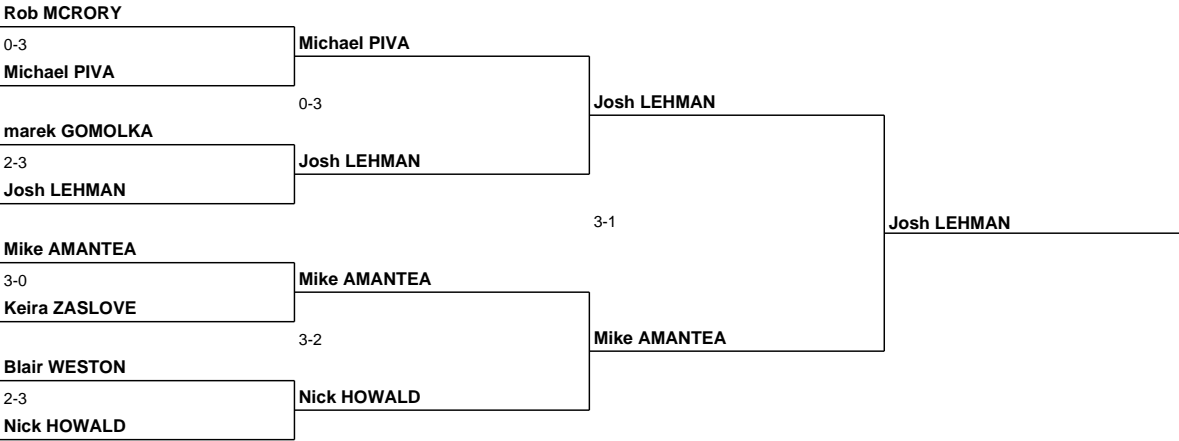 Rob MCRORY
0-3
Michael PIVA
Michael PIVA
0-3
Josh LEHMAN
marek GOMOLKA
2-3
Josh LEHMAN
Josh LEHMAN
3-1
Josh LEHMAN
Mike AMANTEA
3-0
Mike AMANTEA
Keira ZASLOVE
3-2
Mike AMANTEA
Blair WESTON
2-3
Nick HOWALD
Nick HOWALD